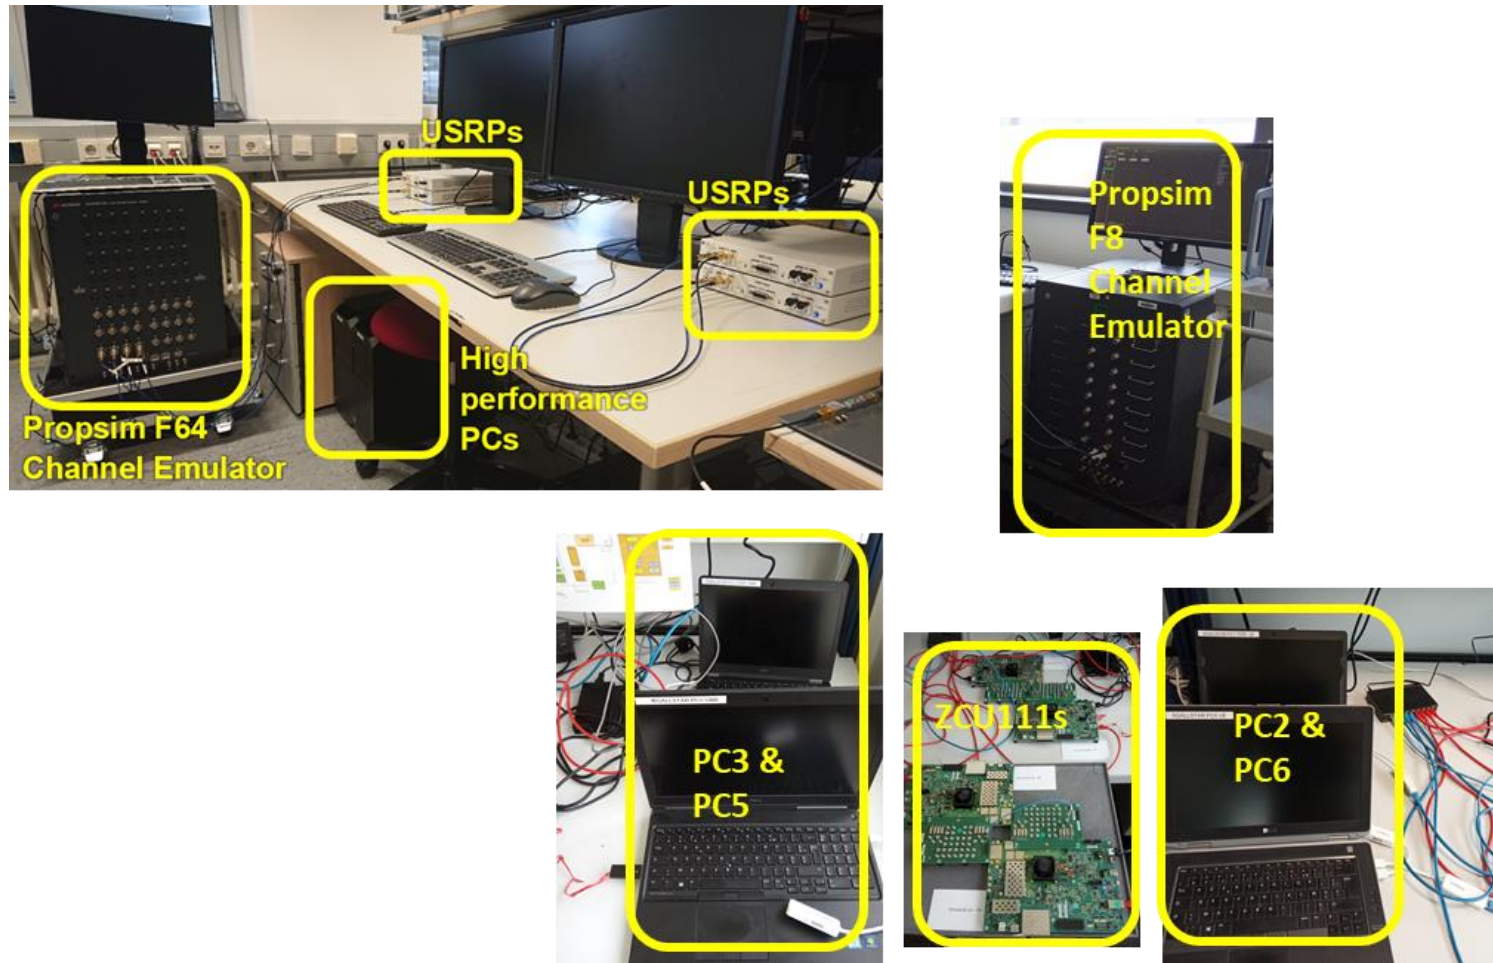 USRPs
USRPs
High
performance
PCs
Propsim F64
Channel Emulator
Propsim
F8
Channel
Emulator
PC3 &
PC5
ZCU111s
PC2 &
PC6